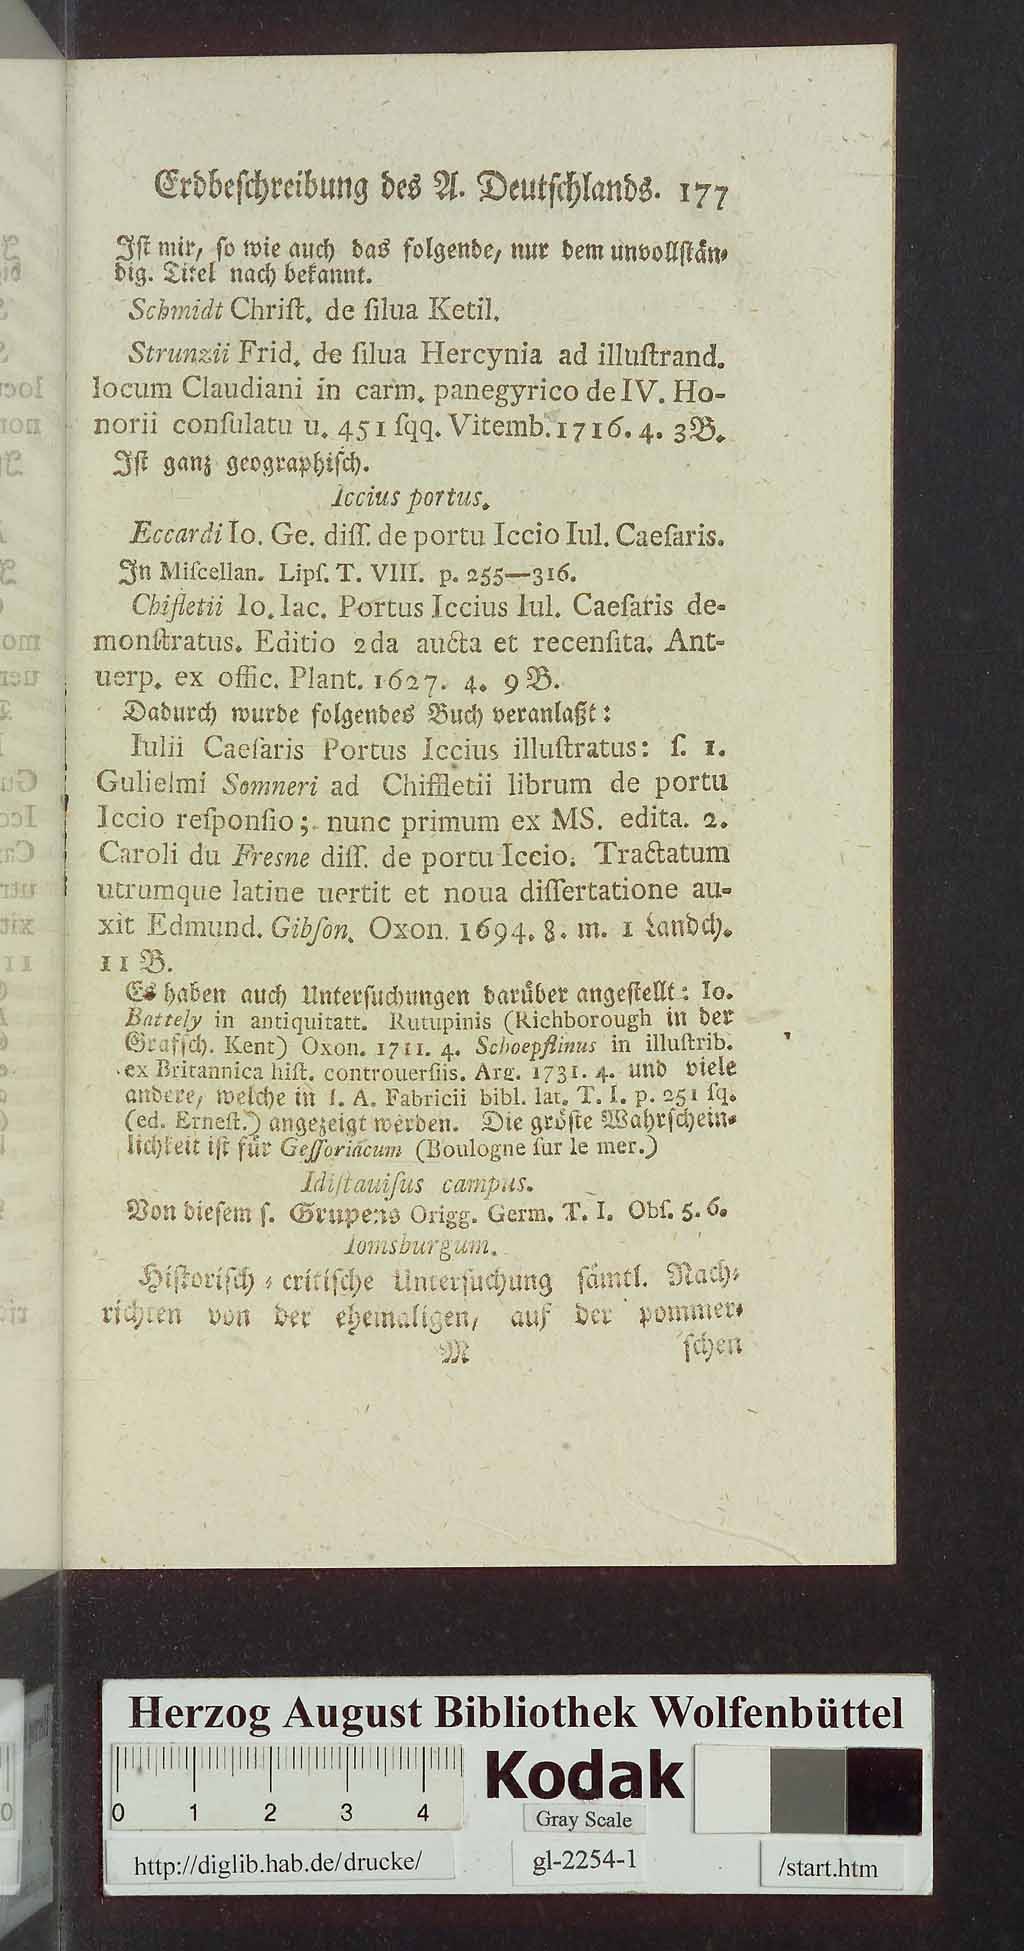 Erdbeſchreibung des A. Deutſchlands. 177
Iſt mir, ſo wie auch das folgende, nur dem unvollſtän⸗
dig. Titel nach bekannt.
Schmidt Chriſt. de ſilua Ketil.
Strunzii Frid. de ſilua Hercynia ad illuſtrand.
locum Claudiani in carm. panegyrico de IV. Ho-
norii conſulatu u. 451 ſqq. Vitemb. 1716. 4. 3 B.
Iſt ganz geographiſch.
Iccius portus.
Eccardi Io. Ge. diſſ. de portu Iccio Iul. Caeſaris.
In Miſcellan. Lipſ. T. VIII. p. 255—316.
Chifletii Io. Iac. Portus Iccius Iul. Caeſaris de-
monſtratus. Editio 2da aucta et recenſita. Ant-
uerp. ex offic. Plant. 1627. 4. 9 B.
Dadurch wurde folgendes Buch veranlaßt:
Iulii Caeſaris Portus Iccius illuſtratus: ſ. 1.
Gulielmi Somneri ad Chiffletii librum de portu
Iccio reſponſio; nunc primum ex MS. edita. 2.
Caroli du Fresne diſſ. de portu Iccio. Tractatum
utrumque latine uertit et noua diſſertatione au-
xit Edmund. Gibſon. Oxon. 1694. 8. m. 1 Landch.
11 B.
Es haben auch Unterſuchungen darüber angeſtellt: Io.
Battely in antiquitatt. Rutupinis (Richborough in der
Grafſch. Kent) Oxon. 1711. 4. Schoepflinus in illuſtrib.
ex Britannica hiſt. controuerſiis. Arg. 1731. 4. und viele
andere, welche in I. A. Fabricii bibl. lat. T. I. p. 251 ſq.
(ed. Erneſt.) angezeigt werden. Die gröſte Wahrſchein⸗
lichkeit iſt für Geſſoriacum (Boulogne ſur le mer.)
Idiſtauiſus campus.
Von dieſem ſ. Grupens Origg. Germ. T. I. Obſ. 5. 6.
Iomsburgum.
Hiſtoriſch⸗critiſche Unterſuchung ſämtl. Nach⸗
richten von der ehemaligen, auf der pommer⸗
M ſchen
Herzog August Bibliothek Wolfenbüttel
Kodak
0 1 2 3 4
Gray Scale
http://diglib.hab.de/drucke/ gl-2254-1 /start.htm